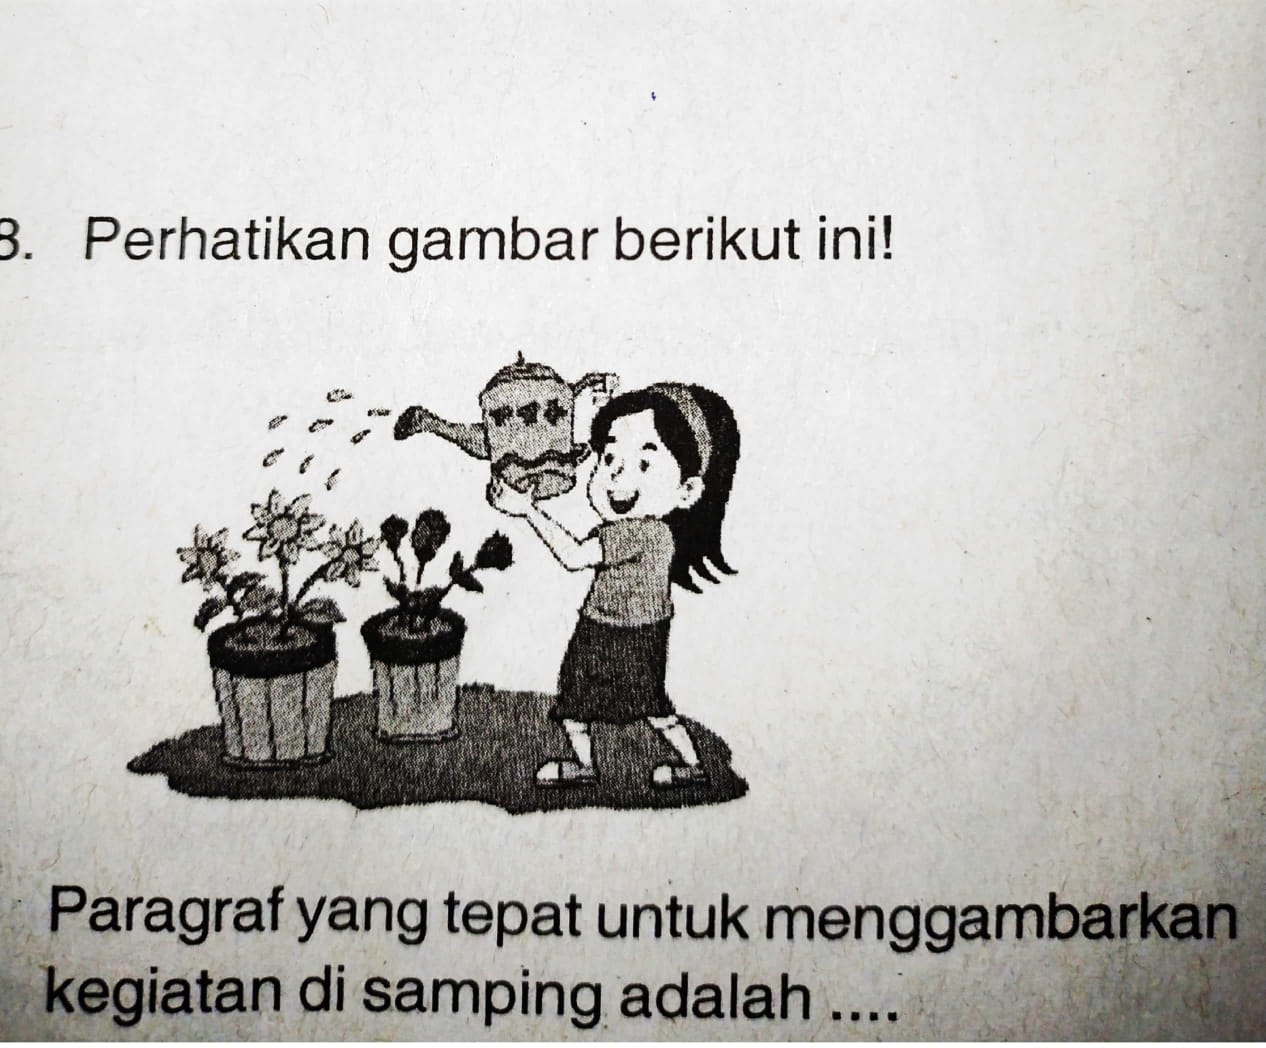 3. Perhatikan gambar berikut ini!
Paragraf yang tepat untuk menggambarkan
kegiatan di samping adalah ....